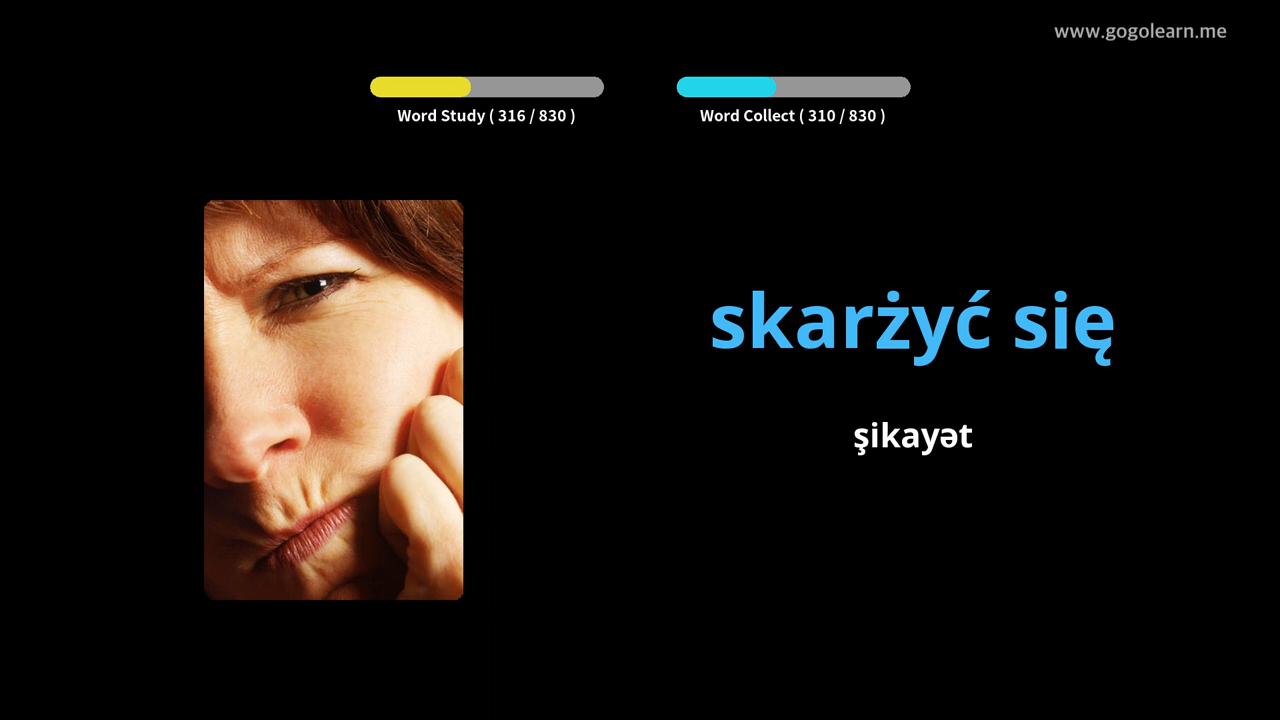 www.gogolearn.me
Word Study ( 316 / 830 )
Word Collect ( 310 / 830 )
skarżyć się
şikayət